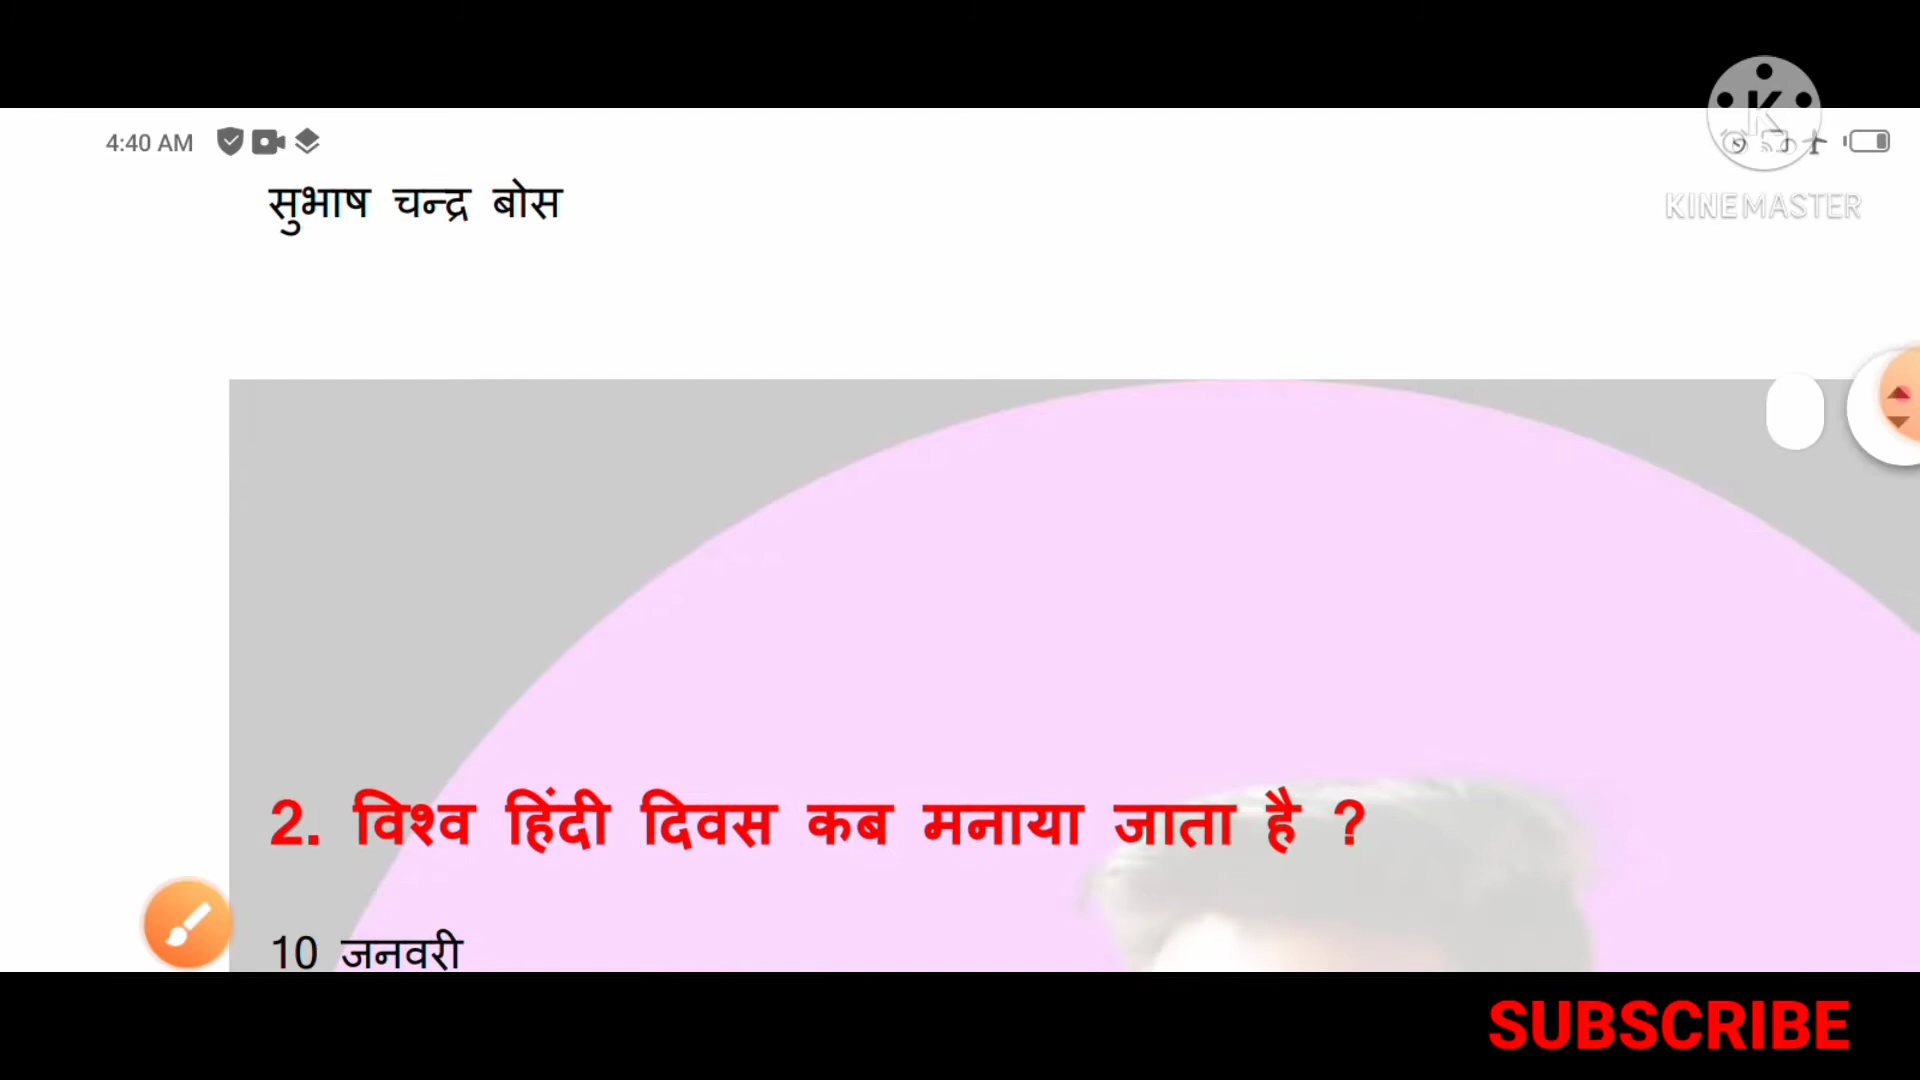 4:40 AM
K
KINEMASTER
सुभाष चन्द्र बोस
2. विश्व हिंदी दिवस कब मनाया जाता है ?
10 जनवरी
SUBSCRIBE